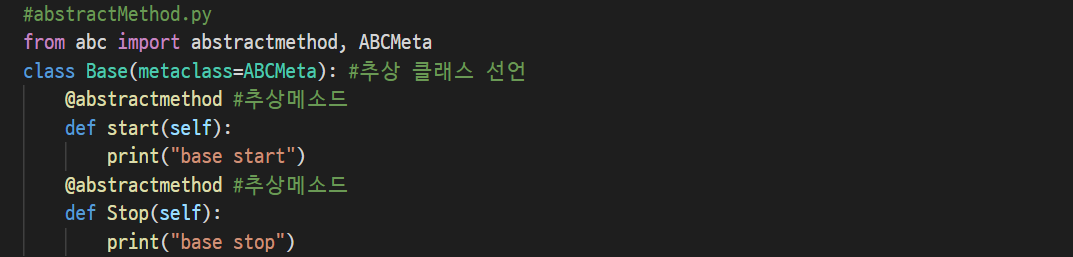 #abstractMethod.py
from abc import abstractmethod, ABCMeta
class Base(metaclass=ABCMeta): #추상 클래스 선언
    @abstractmethod #추상메소드
    def start(self):
        print("base start")
    @abstractmethod #추상메소드
    def Stop(self):
        print("base stop")